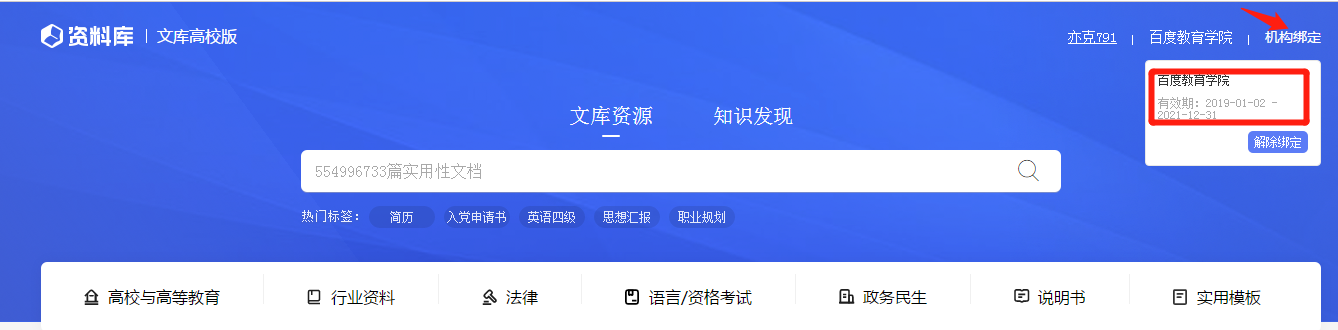 资料库 | 文库高校版
亦克791 | 百度教育学院 | 机构绑定
百度教育学院
有效期：2019-01-02 -
2021-12-31
解除绑定
文库资源 知识发现
554996733篇实用性文档
热门标签： 简历 入党申请书 英语四级 思想汇报 职业规划
高校与高等教育 行业资料 法律 语言/资格考试 政务民生 说明书 实用模板